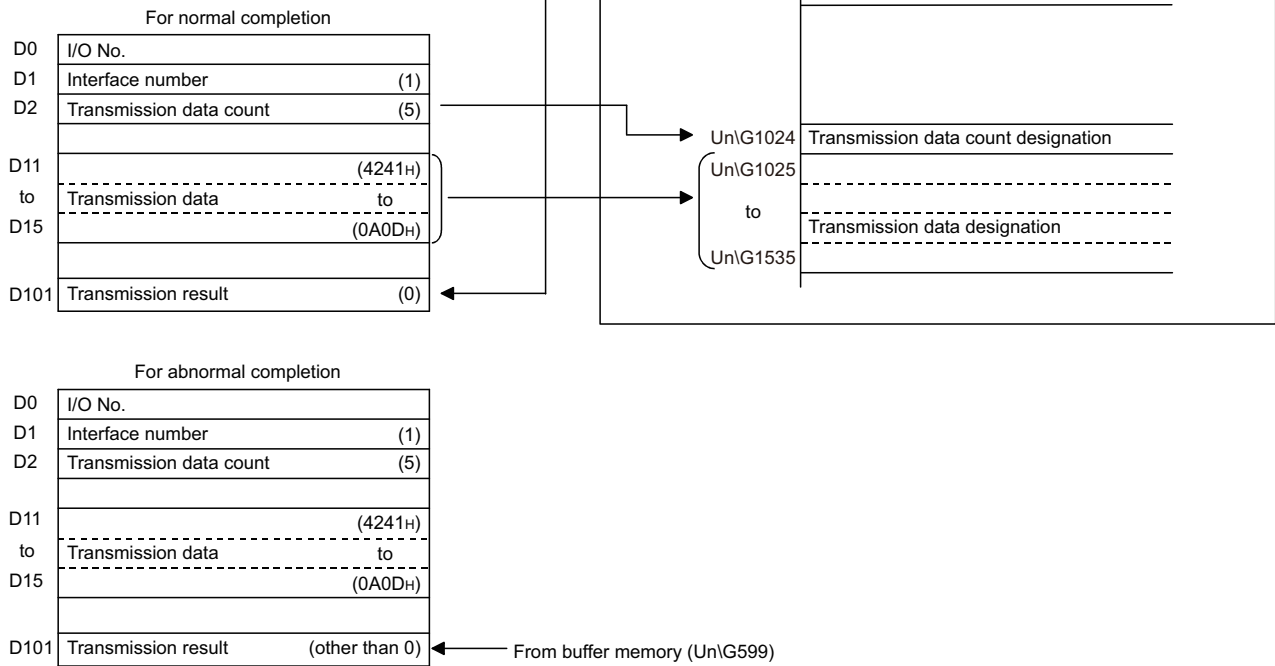 For normal completion
D0 I/O No.
D1 Interface number (1)
D2 Transmission data count (5)
D11 (4241H)
to Transmission data to
D15 (0A0DH)
D101 Transmission result (0)
Un\G1024 Transmission data count designation
Un\G1025
to
Transmission data designation
Un\G1535
For abnormal completion
D0 I/O No.
D1 Interface number (1)
D2 Transmission data count (5)
D11 (4241H)
to Transmission data to
D15 (0A0DH)
D101 Transmission result (other than 0) From buffer memory (Un\G599)